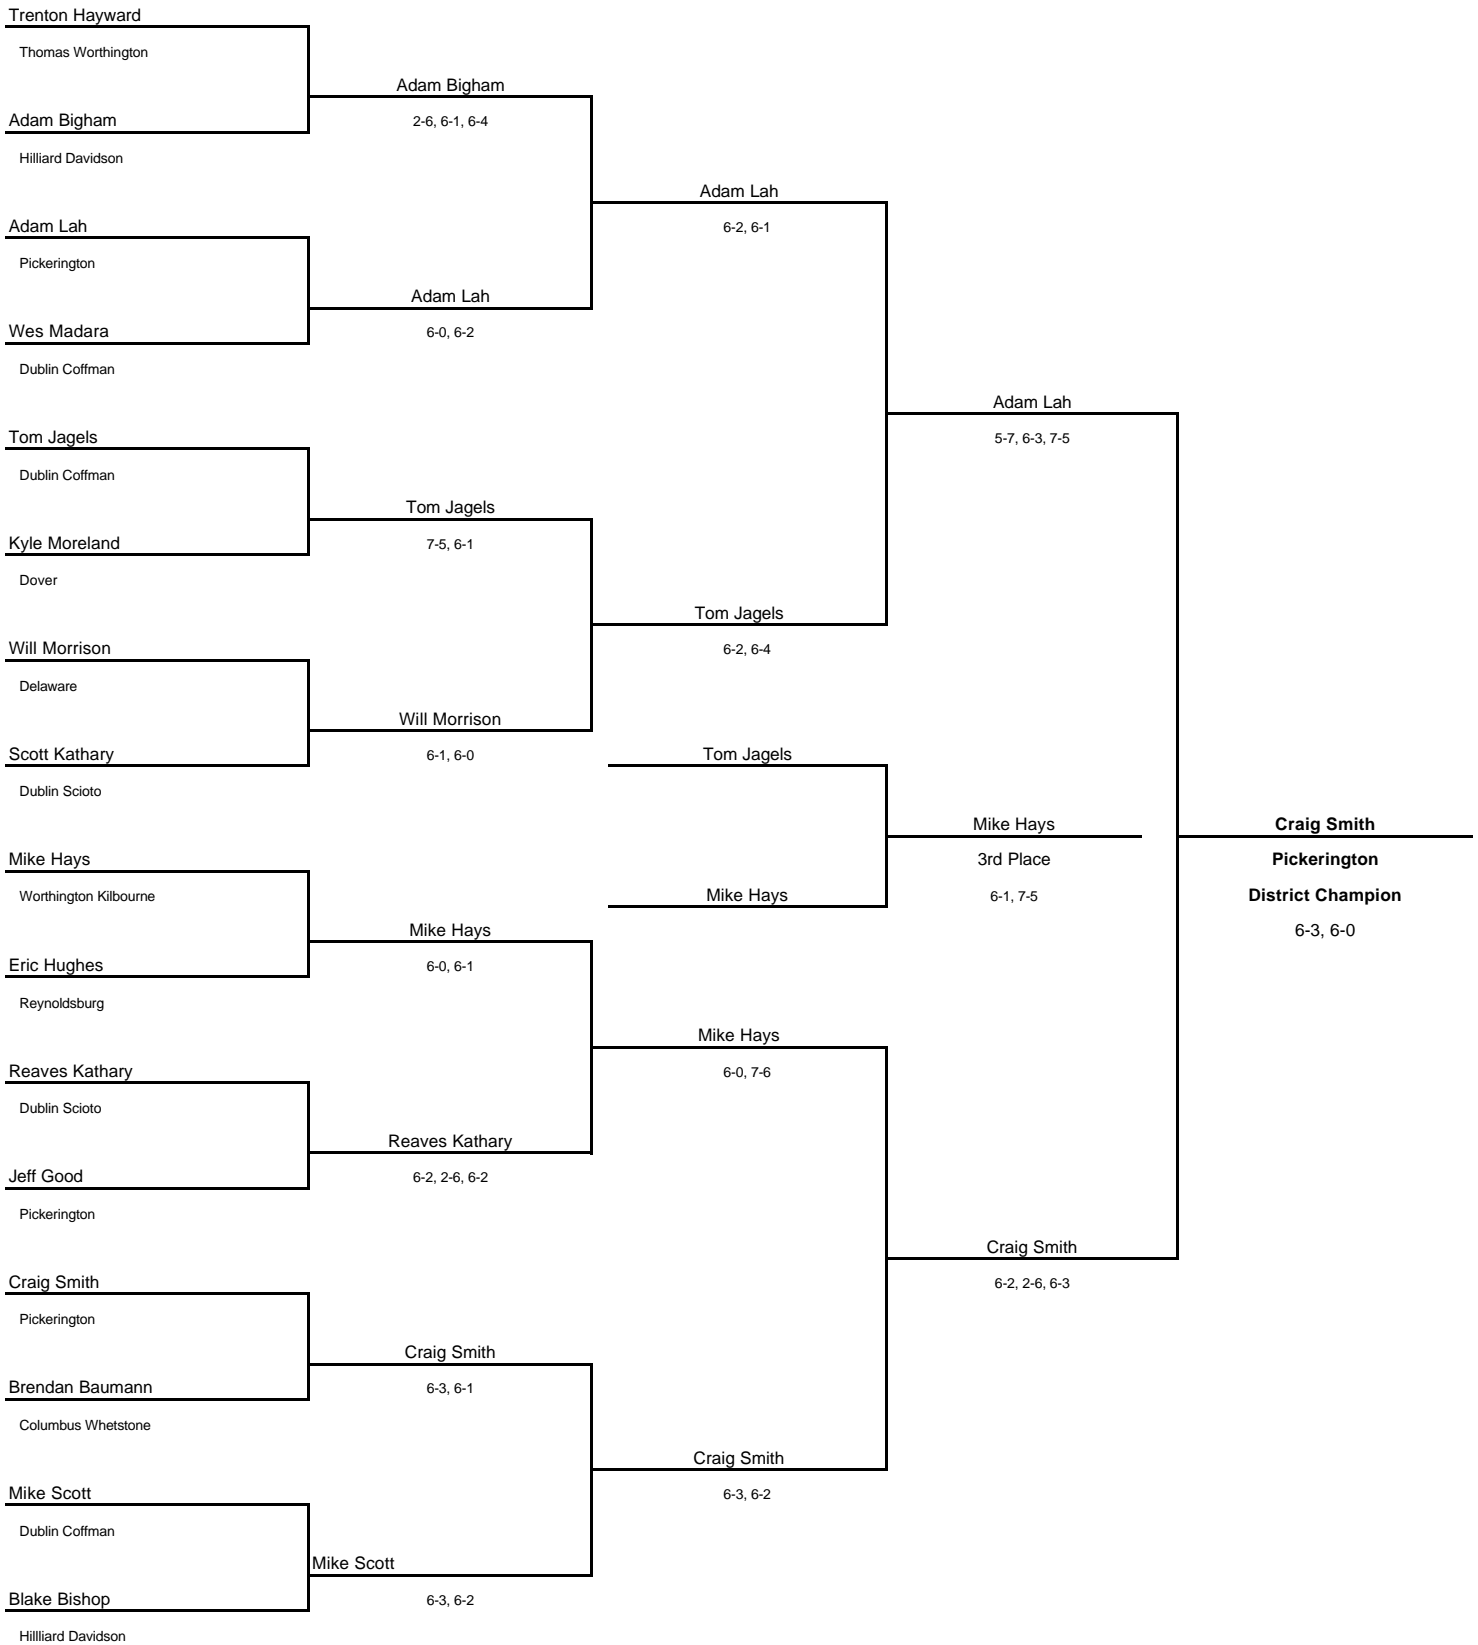 Trenton Hayward
Thomas Worthington
Adam Bigham
Adam Bigham
2-6, 6-1, 6-4
Hilliard Davidson
Adam Lah
Adam Lah
6-2, 6-1
Pickerington
Adam Lah
Wes Madara
6-0, 6-2
Dublin Coffman
Adam Lah
Tom Jagels
5-7, 6-3, 7-5
Dublin Coffman
Tom Jagels
Kyle Moreland
7-5, 6-1
Dover
Tom Jagels
Will Morrison
6-2, 6-4
Delaware
Will Morrison
Scott Kathary
6-1, 6-0
Tom Jagels
Dublin Scioto
Mike Hays
Craig Smith
Mike Hays
3rd Place
Pickerington
Worthington Kilbourne
Mike Hays
6-1, 7-5
District Champion
Mike Hays
6-3, 6-0
Eric Hughes
6-0, 6-1
Reynoldsburg
Mike Hays
Reaves Kathary
6-0, 7-6
Dublin Scioto
Reaves Kathary
Jeff Good
6-2, 2-6, 6-2
Pickerington
Craig Smith
Craig Smith
6-2, 2-6, 6-3
Pickerington
Craig Smith
Brendan Baumann
6-3, 6-1
Columbus Whetstone
Craig Smith
Mike Scott
6-3, 6-2
Dublin Coffman
Mike Scott
Blake Bishop
6-3, 6-2
Hillliard Davidson